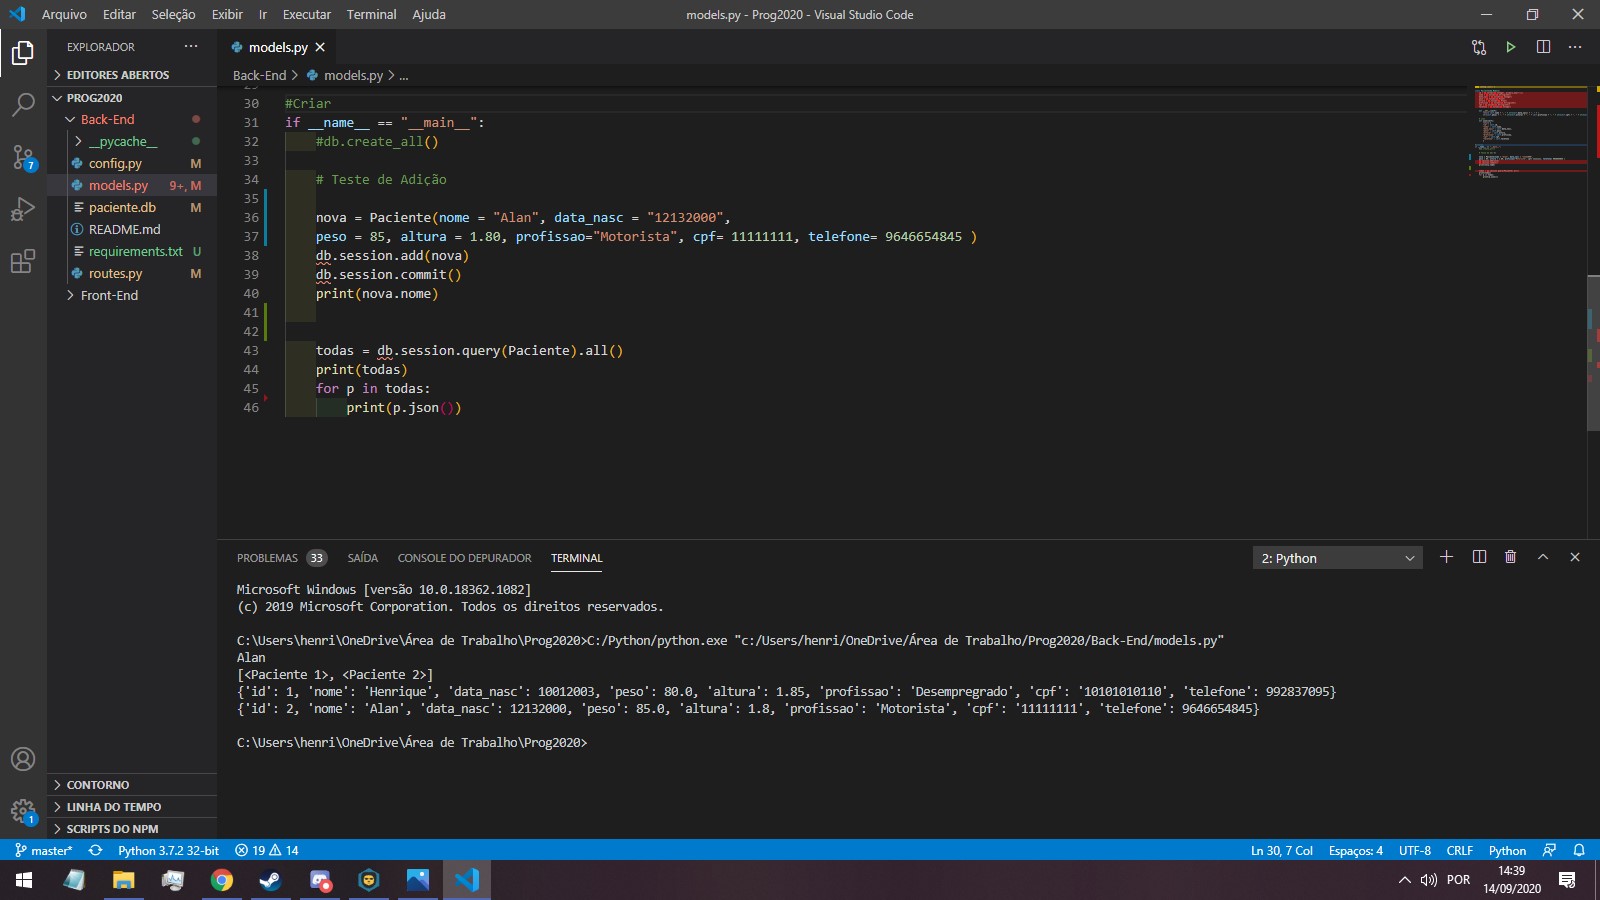 Arquivo Editar Seleção Exibir Ir Executar Terminal Ajuda models.py - Prog2020 - Visual Studio Code
EXPLORADOR
EDITORES ABERTOS
PROG2020
Back-End
__pycache__
config.py M
models.py 9+, M
paciente.db M
README.md
requirements.txt U
routes.py M
Front-End
CONTORNO
LINHA DO TEMPO
SCRIPTS DO NPM
7
1
models.py
Back-End > models.py > ...
29
30 #Criar
31 if __name__ == "__main__":
32 #db.create_all()
33
34 # Teste de Adição
35
36 nova = Paciente(nome = "Alan", data_nasc = "12132000",
37 peso = 85, altura = 1.80, profissao="Motorista", cpf= 11111111, telefone= 9646654845 )
38 db.session.add(nova)
39 db.session.commit()
40 print(nova.nome)
41
42
43 todas = db.session.query(Paciente).all()
44 print(todas)
45 for p in todas:
46 print(p.json())
PROBLEMAS 33 SAÍDA CONSOLE DO DEPURADOR TERMINAL 2: Python
Microsoft Windows [versão 10.0.18362.1082]
(c) 2019 Microsoft Corporation. Todos os direitos reservados.
C:\Users\henri\OneDrive\Área de Trabalho\Prog2020>C:/Python/python.exe "c:/Users/henri/OneDrive/Área de Trabalho/Prog2020/Back-End/models.py"
Alan
[<Paciente 1>, <Paciente 2>]
{'id': 1, 'nome': 'Henrique', 'data_nasc': 10012003, 'peso': 80.0, 'altura': 1.85, 'profissao': 'Desempregrado', 'cpf': '10101010110', 'telefone': 992837095}
{'id': 2, 'nome': 'Alan', 'data_nasc': 12132000, 'peso': 85.0, 'altura': 1.8, 'profissao': 'Motorista', 'cpf': '11111111', 'telefone': 9646654845}
C:\Users\henri\OneDrive\Área de Trabalho\Prog2020>
master* Python 3.7.2 32-bit 19 14 Ln 30, 7 Col Espaços: 4 UTF-8 CRLF Python
POR 14:39
14/09/2020